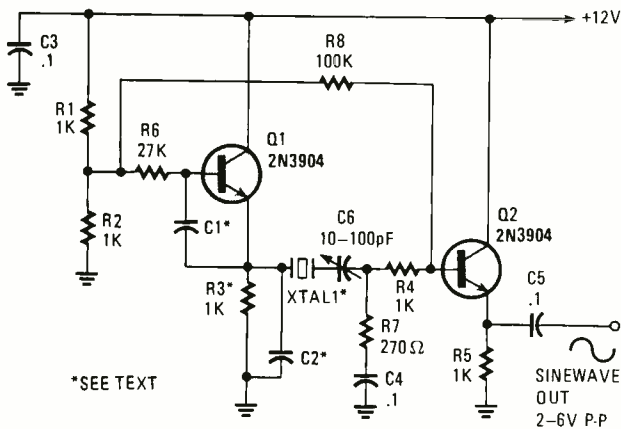 +12V
C3
.1
R8
100K
R1
1K
R6
27K
Q1
2N3904
R2
1K
C1*
C6
10–100pF
Q2
2N3904
R3*
1K
XTAL1*
R4
1K
C5
.1
R7
270Ω
C2*
R5
1K
*SEE TEXT
C4
.1
SINEWAVE
OUT
2–6V P-P